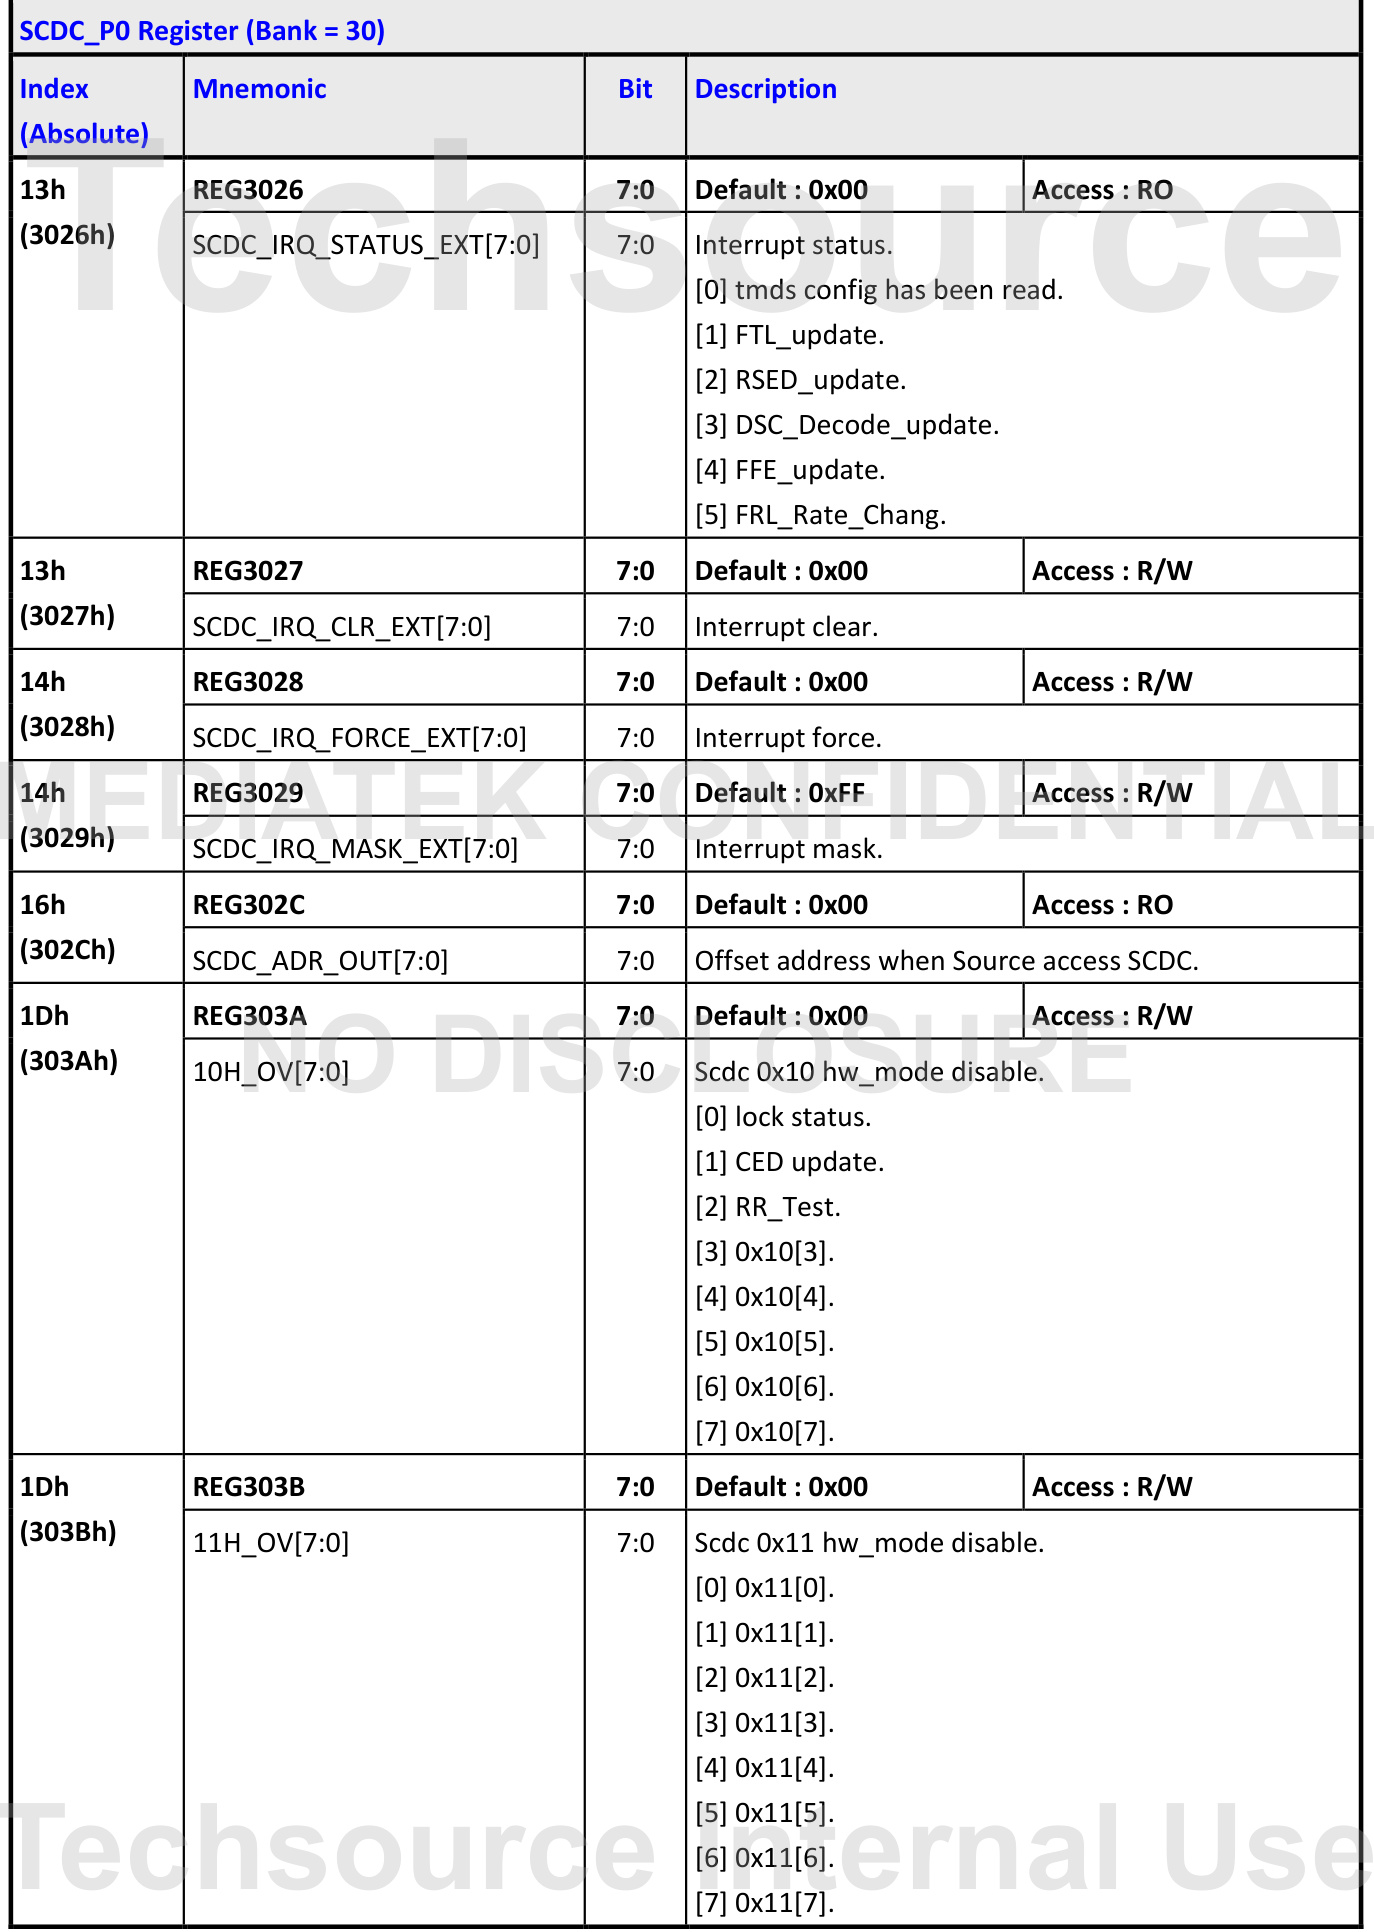 SCDC_P0 Register (Bank = 30)
Index (Absolute) Mnemonic Bit Description
13h (3026h) REG3026 7:0 Default : 0x00 Access : RO
SCDC_IRQ_STATUS_EXT[7:0] 7:0 Interrupt status.
[0] tmds config has been read.
[1] FTL_update.
[2] RSED_update.
[3] DSC_Decode_update.
[4] FFE_update.
[5] FRL_Rate_Chang.
13h (3027h) REG3027 7:0 Default : 0x00 Access : R/W
SCDC_IRQ_CLR_EXT[7:0] 7:0 Interrupt clear.
14h (3028h) REG3028 7:0 Default : 0x00 Access : R/W
SCDC_IRQ_FORCE_EXT[7:0] 7:0 Interrupt force.
14h (3029h) REG3029 7:0 Default : 0xFF Access : R/W
SCDC_IRQ_MASK_EXT[7:0] 7:0 Interrupt mask.
16h (302Ch) REG302C 7:0 Default : 0x00 Access : RO
SCDC_ADR_OUT[7:0] 7:0 Offset address when Source access SCDC.
1Dh (303Ah) REG303A 7:0 Default : 0x00 Access : R/W
10H_OV[7:0] 7:0 Scdc 0x10 hw_mode disable.
[0] lock status.
[1] CED update.
[2] RR_Test.
[3] 0x10[3].
[4] 0x10[4].
[5] 0x10[5].
[6] 0x10[6].
[7] 0x10[7].
1Dh (303Bh) REG303B 7:0 Default : 0x00 Access : R/W
11H_OV[7:0] 7:0 Scdc 0x11 hw_mode disable.
[0] 0x11[0].
[1] 0x11[1].
[2] 0x11[2].
[3] 0x11[3].
[4] 0x11[4].
[5] 0x11[5].
[6] 0x11[6].
[7] 0x11[7].
Techsource
MEDIATEK CONFIDENTIAL
NO DISCLOSURE
Techsource Internal Use